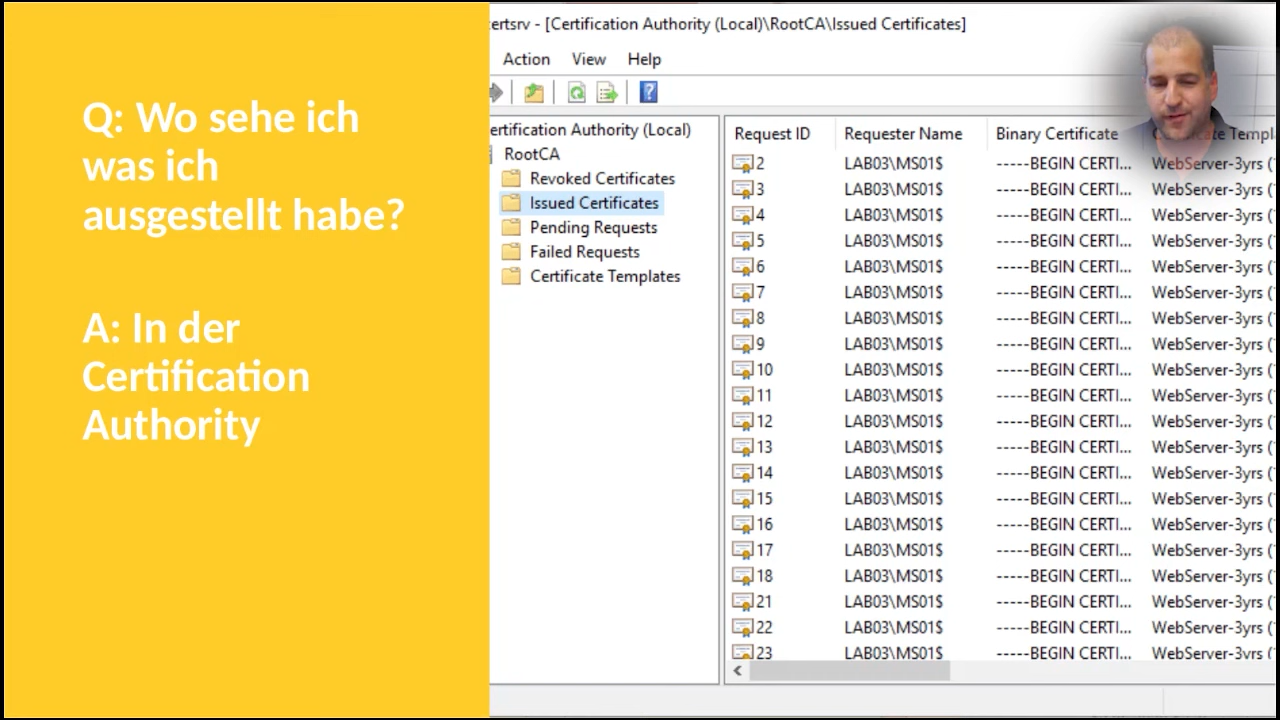 Q: Wo sehe ich
was ich
ausgestellt habe?
A: In der
Certification
Authority
certsrv - [Certification Authority (Local)\RootCA\Issued Certificates]
Action View Help
ertification Authority (Local)
RootCA
Revoked Certificates
Issued Certificates
Pending Requests
Failed Requests
Certificate Templates
Request ID Requester Name Binary Certificate
2 LAB03\MS01$ -----BEGIN CERTI... WebServer-3yrs (
3 LAB03\MS01$ -----BEGIN CERTI... WebServer-3yrs (
4 LAB03\MS01$ -----BEGIN CERTI... WebServer-3yrs (
5 LAB03\MS01$ -----BEGIN CERTI... WebServer-3yrs (
6 LAB03\MS01$ -----BEGIN CERTI... WebServer-3yrs (
7 LAB03\MS01$ -----BEGIN CERTI... WebServer-3yrs (
8 LAB03\MS01$ -----BEGIN CERTI... WebServer-3yrs (
9 LAB03\MS01$ -----BEGIN CERTI... WebServer-3yrs (
10 LAB03\MS01$ -----BEGIN CERTI... WebServer-3yrs (
11 LAB03\MS01$ -----BEGIN CERTI... WebServer-3yrs (
12 LAB03\MS01$ -----BEGIN CERTI... WebServer-3yrs (
13 LAB03\MS01$ -----BEGIN CERTI... WebServer-3yrs (
14 LAB03\MS01$ -----BEGIN CERTI... WebServer-3yrs (
15 LAB03\MS01$ -----BEGIN CERTI... WebServer-3yrs (
16 LAB03\MS01$ -----BEGIN CERTI... WebServer-3yrs (
17 LAB03\MS01$ -----BEGIN CERTI... WebServer-3yrs (
18 LAB03\MS01$ -----BEGIN CERTI... WebServer-3yrs (
21 LAB03\MS01$ -----BEGIN CERTI... WebServer-3yrs (
22 LAB03\MS01$ -----BEGIN CERTI... WebServer-3yrs (
23 LAB03\MS01$ -----BEGIN CERTI... WebServer-3yrs (